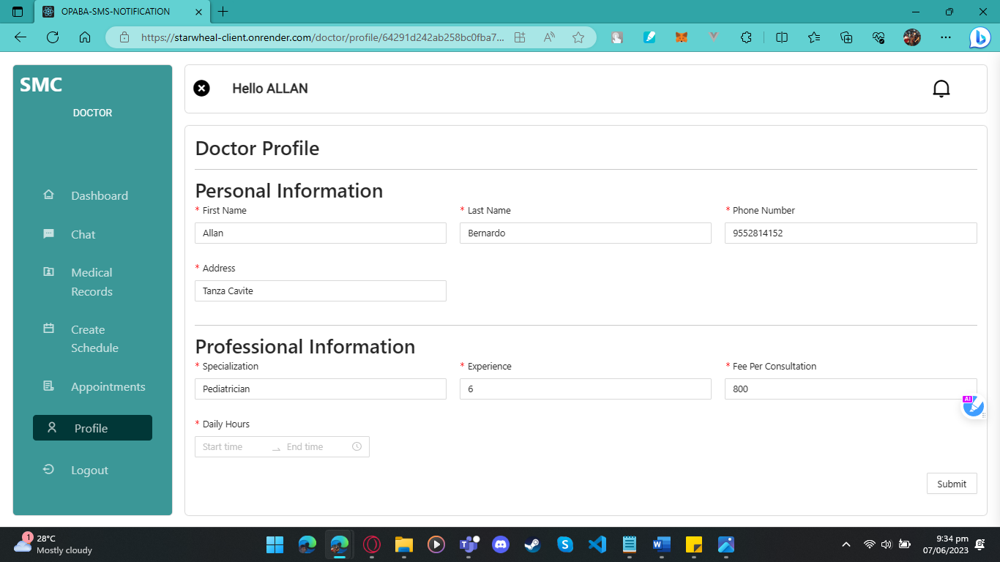 OPABA-SMS-NOTIFICATION
https://starwheal-client.onrender.com/doctor/profile/64291d242ab258bc0fba7...
SMC
DOCTOR
Dashboard
Chat
Medical
Records
Create
Schedule
Appointments
Profile
Logout
Hello ALLAN
Doctor Profile
Personal Information
* First Name
* Last Name
* Phone Number
Allan
Bernardo
9552814152
* Address
Tanza Cavite
Professional Information
* Specialization
* Experience
* Fee Per Consultation
Pediatrician
6
800
AI
* Daily Hours
Start time
End time
Submit
1
28°C
Mostly cloudy
9:34 pm
07/06/2023